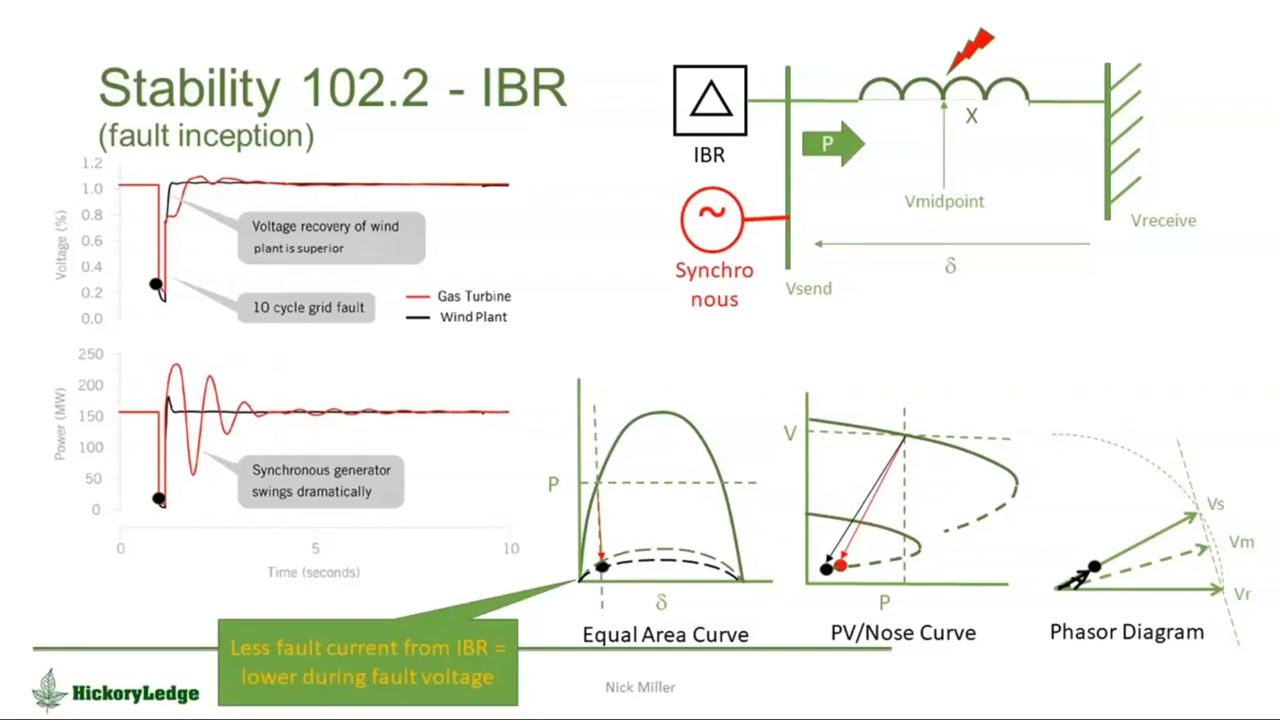 Stability 102.2 - IBR
(fault inception)
1.2
1.0
0.8
0.6
0.4
0.2
0.0
Voltage (%)
Voltage recovery of wind
plant is superior
10 cycle grid fault
Gas Turbine
Wind Plant
250
200
150
100
50
0
Power (MW)
Synchronous generator
swings dramatically
0
5
10
Time (seconds)
IBR
P
X
Vmidpoint
Vreceive
δ
~
Synchro
nous
Vsend
P
δ
Equal Area Curve
V
P
PV/Nose Curve
Vs
Vm
Vr
Phasor Diagram
Less fault current from IBR =
lower during fault voltage
HickoryLedge
Nick Miller